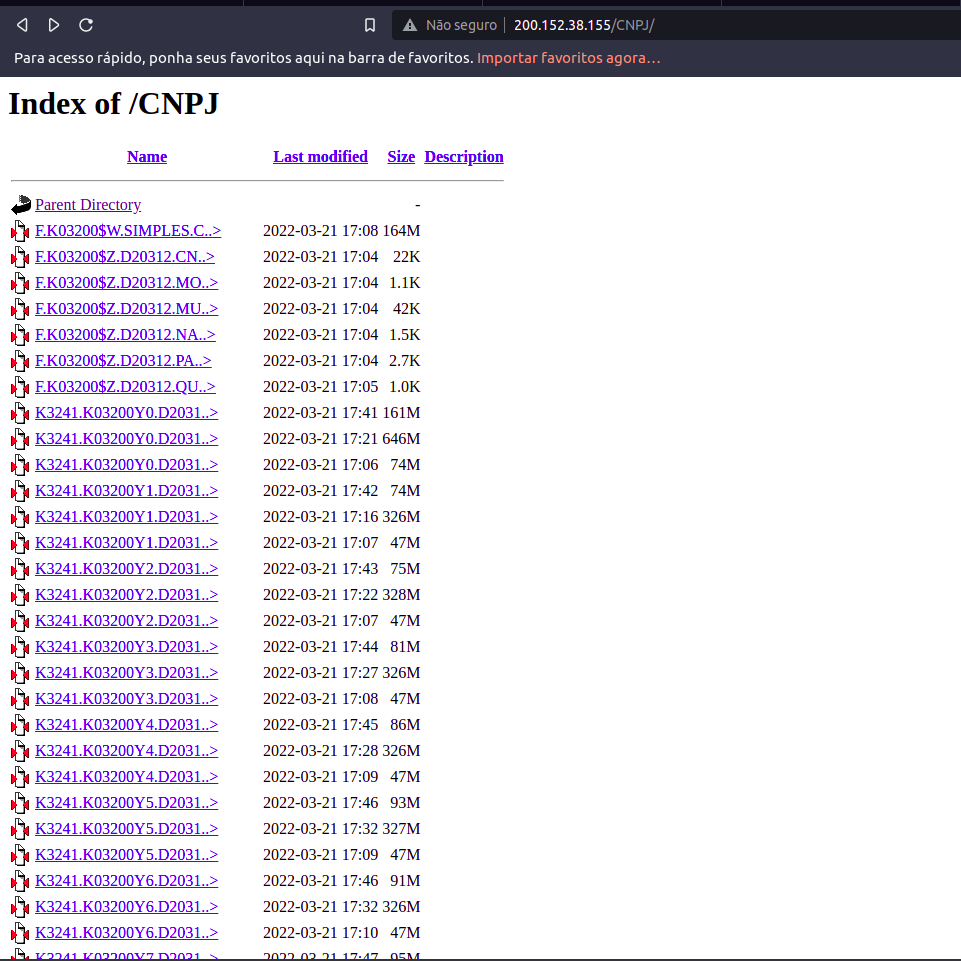 Não seguro 200.152.38.155/CNPJ/
Para acesso rápido, ponha seus favoritos aqui na barra de favoritos. Importar favoritos agora...
Index of /CNPJ
Name Last modified Size Description
Parent Directory -
F.K03200$W.SIMPLES.C..> 2022-03-21 17:08 164M
F.K03200$Z.D20312.CN..> 2022-03-21 17:04 22K
F.K03200$Z.D20312.MO..> 2022-03-21 17:04 1.1K
F.K03200$Z.D20312.MU..> 2022-03-21 17:04 42K
F.K03200$Z.D20312.NA..> 2022-03-21 17:04 1.5K
F.K03200$Z.D20312.PA..> 2022-03-21 17:04 2.7K
F.K03200$Z.D20312.QU..> 2022-03-21 17:05 1.0K
K3241.K03200Y0.D2031..> 2022-03-21 17:41 161M
K3241.K03200Y0.D2031..> 2022-03-21 17:21 646M
K3241.K03200Y0.D2031..> 2022-03-21 17:06 74M
K3241.K03200Y1.D2031..> 2022-03-21 17:42 74M
K3241.K03200Y1.D2031..> 2022-03-21 17:16 326M
K3241.K03200Y1.D2031..> 2022-03-21 17:07 47M
K3241.K03200Y2.D2031..> 2022-03-21 17:43 75M
K3241.K03200Y2.D2031..> 2022-03-21 17:22 328M
K3241.K03200Y2.D2031..> 2022-03-21 17:07 47M
K3241.K03200Y3.D2031..> 2022-03-21 17:44 81M
K3241.K03200Y3.D2031..> 2022-03-21 17:27 326M
K3241.K03200Y3.D2031..> 2022-03-21 17:08 47M
K3241.K03200Y4.D2031..> 2022-03-21 17:45 86M
K3241.K03200Y4.D2031..> 2022-03-21 17:28 326M
K3241.K03200Y4.D2031..> 2022-03-21 17:09 47M
K3241.K03200Y5.D2031..> 2022-03-21 17:46 93M
K3241.K03200Y5.D2031..> 2022-03-21 17:32 327M
K3241.K03200Y5.D2031..> 2022-03-21 17:09 47M
K3241.K03200Y6.D2031..> 2022-03-21 17:46 91M
K3241.K03200Y6.D2031..> 2022-03-21 17:32 326M
K3241.K03200Y6.D2031..> 2022-03-21 17:10 47M
K3241.K03200Y7.D2031..> 2022-03-21 17:47 95M